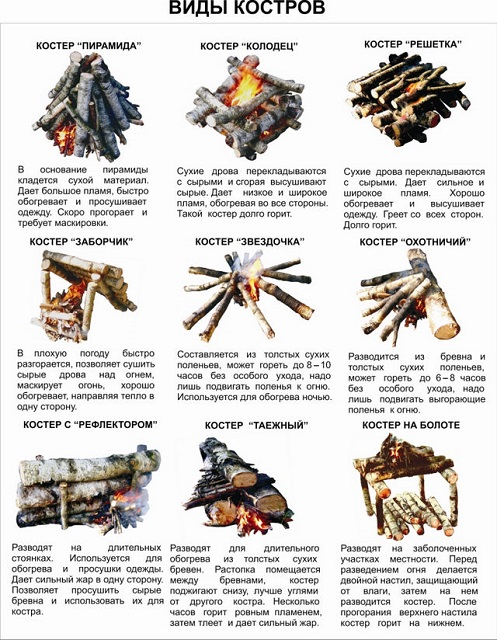 ВИДЫ КОСТРОВ
КОСТЕР “ПИРАМИДА”
В основание пирамиды
кладется сухой материал.
Дает большое пламя, быстро
обогревает и просушивает
одежду. Скоро прогорает и
требует маскировки.
КОСТЕР “КОЛОДЕЦ”
Сухие дрова перекладываются
с сырыми и сгорая высушивают
сырые. Дает низкое и широкое
пламя, обогревая во все стороны.
Такой костер долго горит.
КОСТЕР “РЕШЕТКА”
Сухие дрова перекладываются
с сырыми. Дает сильное и
широкое пламя. Хорошо
обогревает и высушивает
одежду. Греет со всех сторон.
Долго горит.
КОСТЕР “ЗАБОРЧИК”
В плохую погоду быстро
разгорается, позволяет сушить
сырые дрова над огнем,
маскирует огонь, хорошо
обогревает, направляя тепло в
одну сторону.
КОСТЕР “ЗВЕЗДОЧКА”
Составляется из толстых сухих
поленьев, может гореть до 8–10
часов без особого ухода, надо
лишь подвигать поленья к огню.
Используется для обогрева ночью.
КОСТЕР “ОХОТНИЧИЙ”
Разводится из бревна и
толстых сухих поленьев,
может гореть до 6–8 часов
без особого ухода, надо
лишь подвигать выгорающие
поленья к огню.
КОСТЕР С “РЕФЛЕКТОРОМ”
Разводят на длительных
стоянках. Используется для
обогрева и просушки одежды.
Дает сильный жар в одну сторону.
Позволяет просушить сырые
бревна и использовать их для
костра.
КОСТЕР “ТАЕЖНЫЙ”
Разводят для длительного
обогрева из толстых сухих
бревен. Растопка помещается
между бревнами, костер
поджигают снизу, лучше углями
от другого костра. Несколько
часов горит ровным пламенем,
затем тлеет и дает сильный жар.
КОСТЕР НА БОЛОТЕ
Разводят на заболоченных
участках местности. Перед
разведением огня делается
двойной настил, защищающий
от влаги, затем на нем
разводится костер. После
прогорания верхнего настила
костер горит на нижнем.